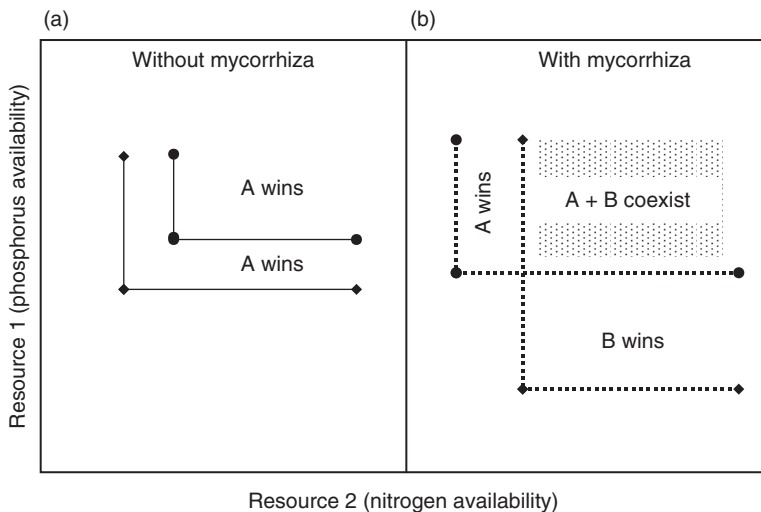 (a)
Without mycorrhiza
A wins
A wins
(b)
With mycorrhiza
A wins
A + B coexist
B wins
Resource 1 (phosphorus availability)
Resource 2 (nitrogen availability)